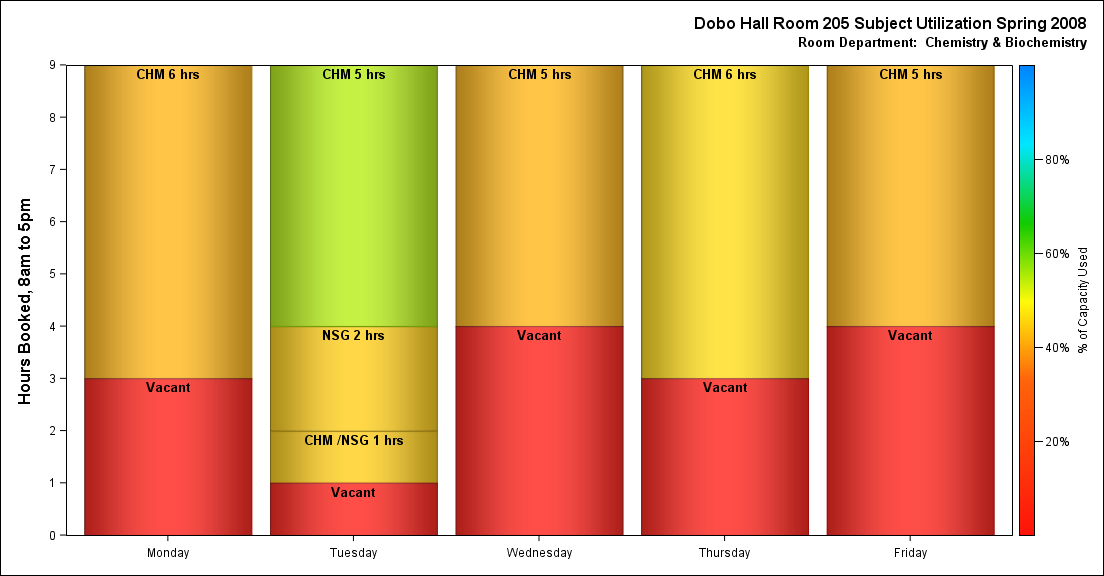 Dobo Hall Room 205 Subject Utilization Spring 2008
Room Department:  Chemistry & Biochemistry
Hours Booked, 8am to 5pm
9
8
7
6
5
4
3
2
1
0
CHM 6 hrs
Vacant
CHM 5 hrs
NSG 2 hrs
CHM /NSG 1 hrs
Vacant
CHM 5 hrs
Vacant
CHM 6 hrs
Vacant
CHM 5 hrs
Vacant
Monday
Tuesday
Wednesday
Thursday
Friday
80%
60%
40%
20%
% of Capacity Used